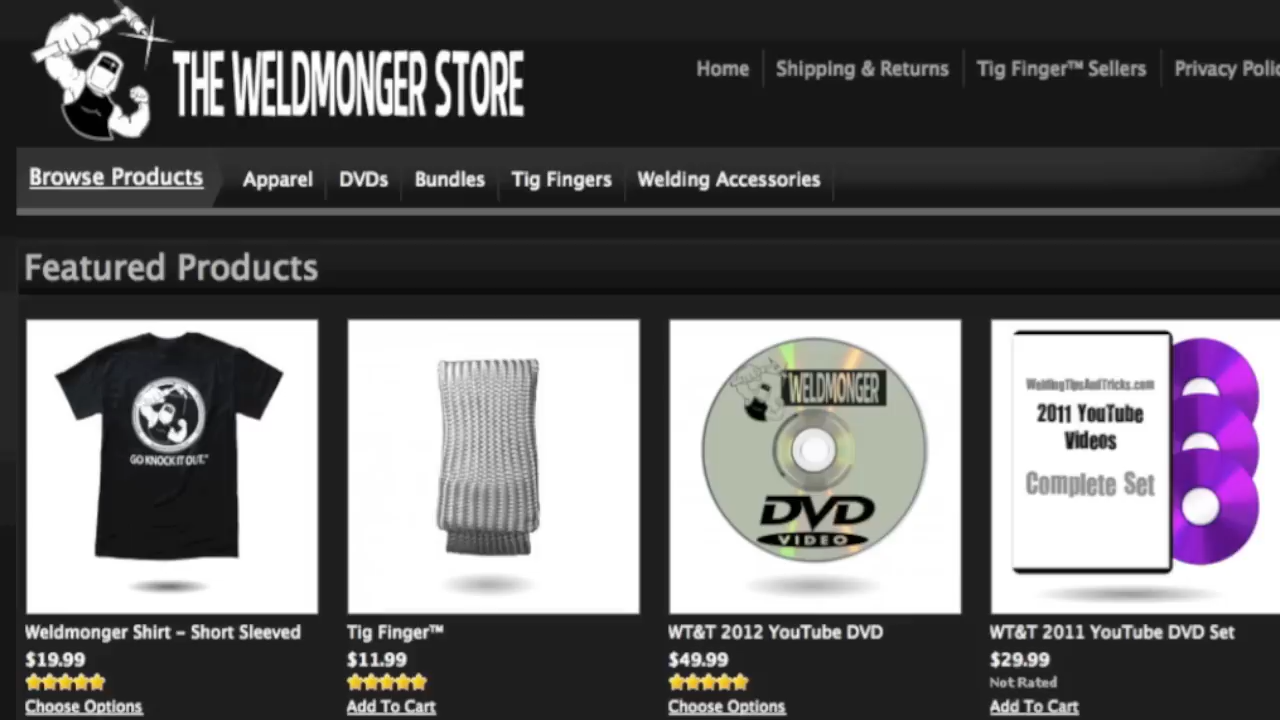 THE WELDMONGER STORE
Home
Shipping & Returns
Tig Finger™ Sellers
Privacy Polic
Browse Products
Apparel
DVDs
Bundles
Tig Fingers
Welding Accessories
Featured Products
GO KNOCK IT OUT.™
WELDMONGER
DVD
VIDEO
WeldingTipsAndTricks.com
2011 YouTube
Videos
Complete Set
Weldmonger Shirt – Short Sleeved
$19.99
Choose Options
Tig Finger™
$11.99
Add To Cart
WT&T 2012 YouTube DVD
$49.99
Choose Options
WT&T 2011 YouTube DVD Set
$29.99
Not Rated
Add To Cart